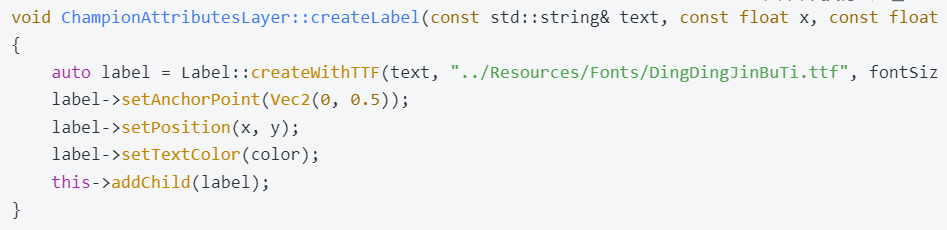 void ChampionAttributesLayer::createLabel(const std::string& text, const float x, const float
{
    auto label = Label::createWithTTF(text, "../Resources/Fonts/DingDingJinBuTi.ttf", fontSiz
    label->setAnchorPoint(Vec2(0, 0.5));
    label->setPosition(x, y);
    label->setTextColor(color);
    this->addChild(label);
}